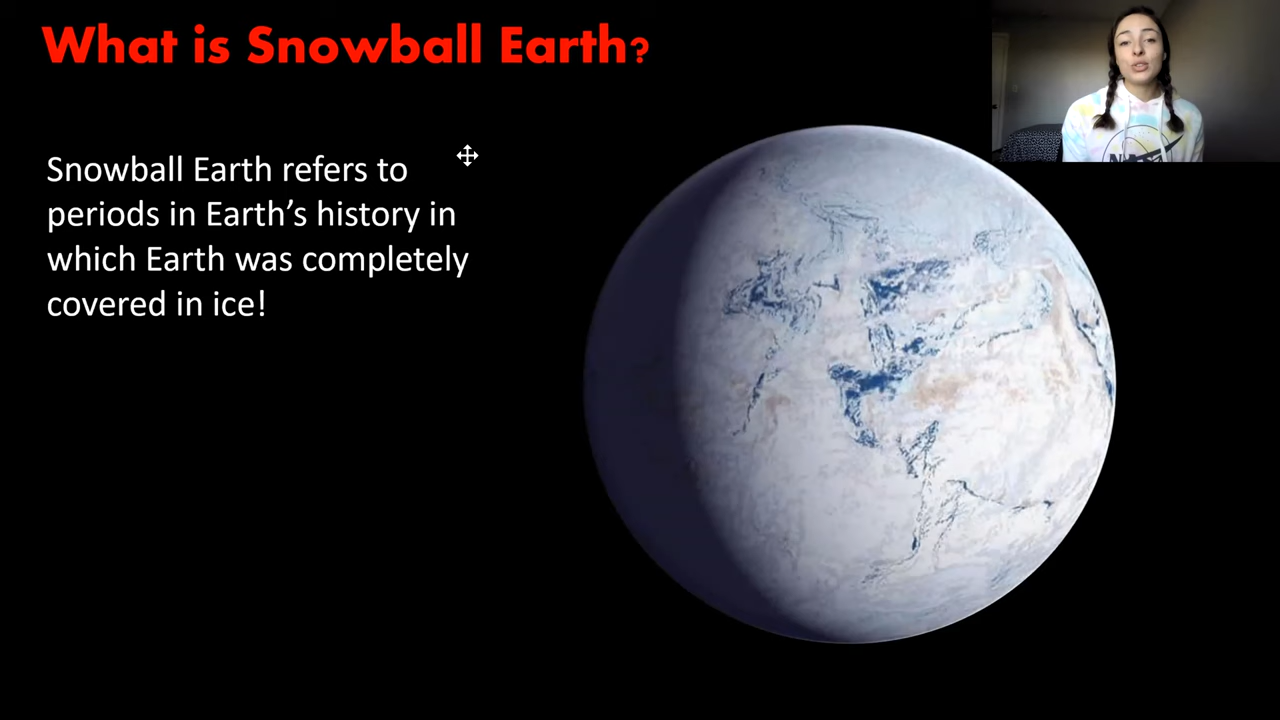 What is Snowball Earth?
Snowball Earth refers to
periods in Earth's history in
which Earth was completely
covered in ice!
NASA